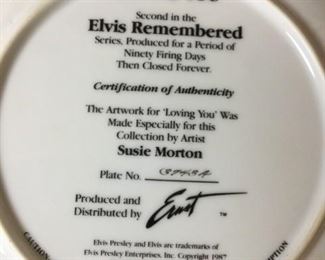 Second in the
Elvis Remembered
Series, Produced for a Period of
Ninety Firing Days
Then Closed Forever.
Certification of Authenticity
The Artwork for 'Loving You' Was
Made Especially for this
Collection by Artist
Susie Morton
Plate No.
Produced and
Distributed by Ernst ™
Elvis Presley and Elvis are trademarks of
Elvis Presley Enterprises, Inc. Copyright 1987